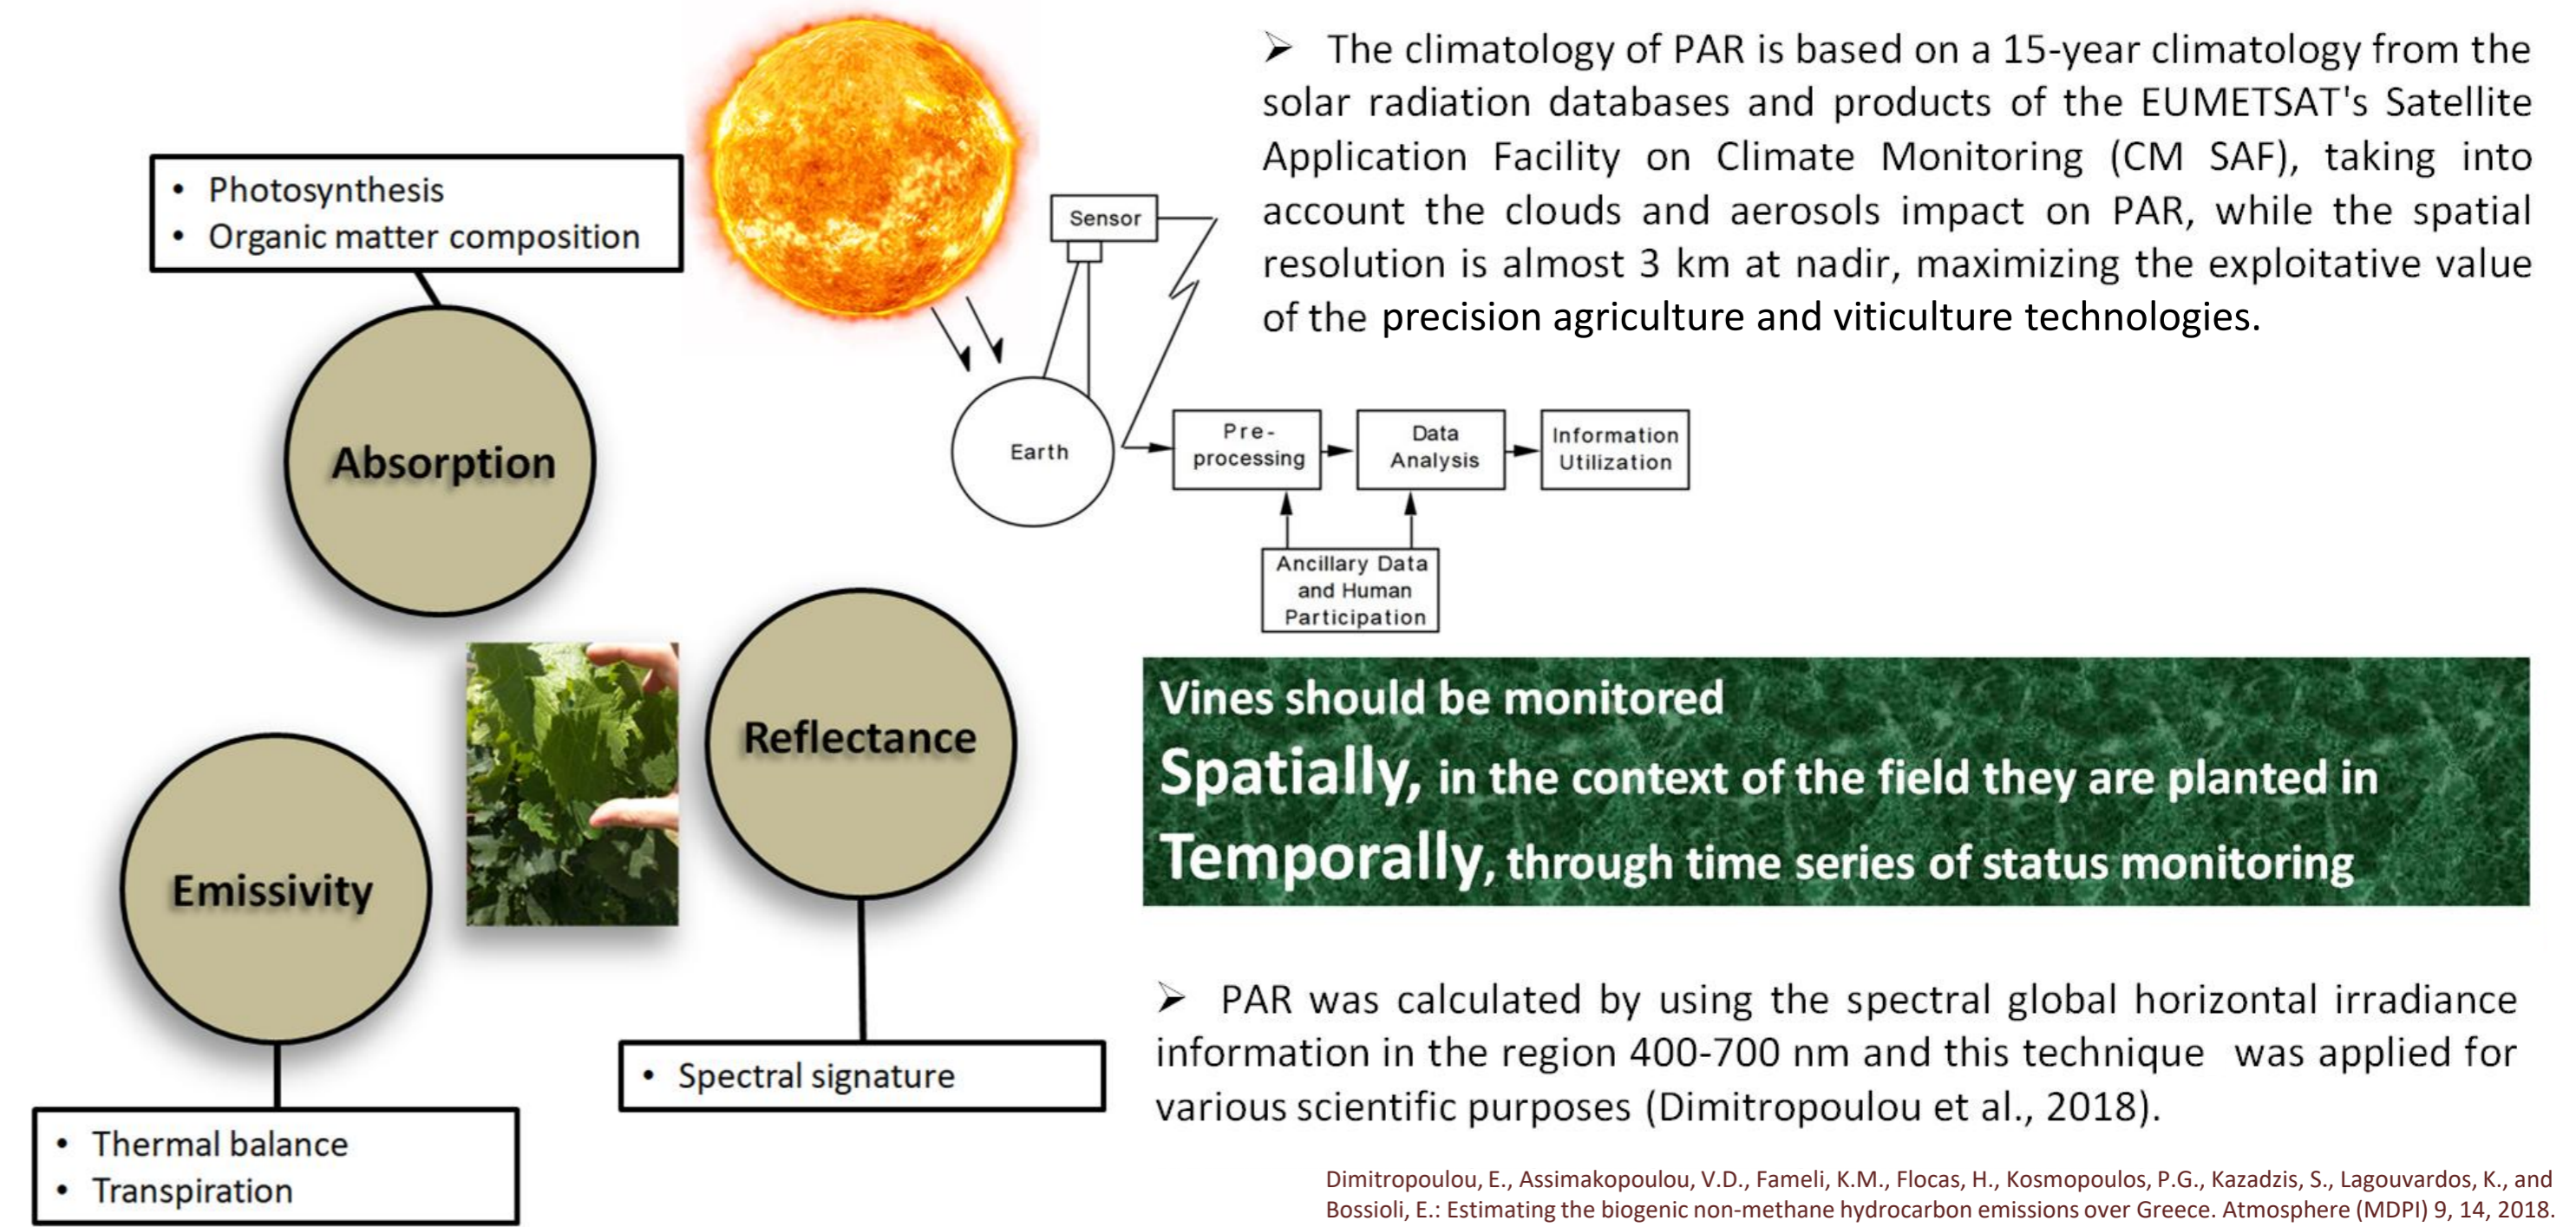 ➢ The climatology of PAR is based on a 15-year climatology from the
solar radiation databases and products of the EUMETSAT's Satellite
Application Facility on Climate Monitoring (CM SAF), taking into
account the clouds and aerosols impact on PAR, while the spatial
resolution is almost 3 km at nadir, maximizing the exploitative value
of the precision agriculture and viticulture technologies.
• Photosynthesis
• Organic matter composition
Absorption
Sensor
Earth
Pre-
processing
Data
Analysis
Information
Utilization
Ancillary Data
and Human
Participation
Reflectance
• Spectral signature
Emissivity
• Thermal balance
• Transpiration
Vines should be monitored
Spatially, in the context of the field they are planted in
Temporally, through time series of status monitoring
➢ PAR was calculated by using the spectral global horizontal irradiance
information in the region 400-700 nm and this technique was applied for
various scientific purposes (Dimitropoulou et al., 2018).
Dimitropoulou, E., Assimakopoulou, V.D., Fameli, K.M., Flocas, H., Kosmopoulos, P.G., Kazadzis, S., Lagouvardos, K., and
Bossioli, E.: Estimating the biogenic non-methane hydrocarbon emissions over Greece. Atmosphere (MDPI) 9, 14, 2018.